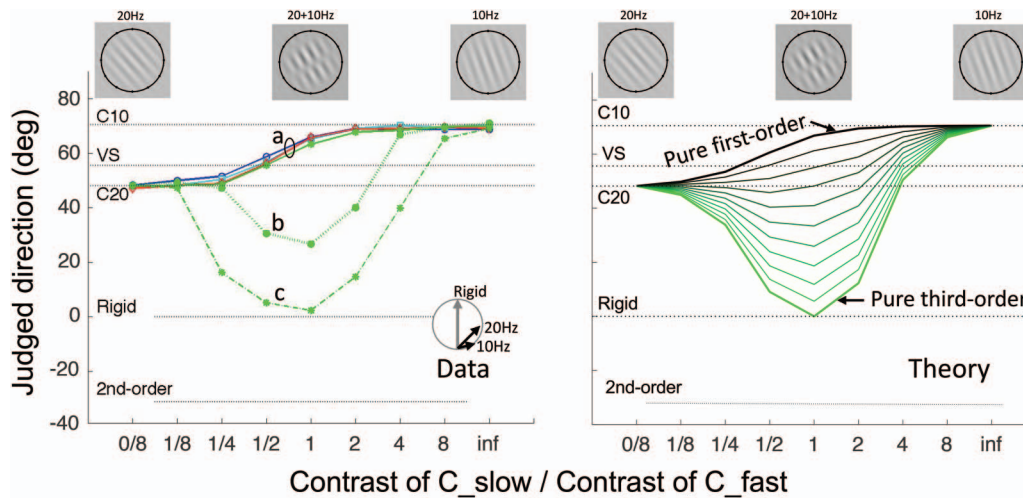 20Hz 20+10Hz 10Hz
80
C10
a
60
VS
C20
40
b
20
c
Rigid
20Hz
10Hz
Rigid
0
Data
-20
2nd-order
-40
0/8 1/8 1/4 1/2 1 2 4 8 inf
Judged direction (deg)
20Hz 20+10Hz 10Hz
C10
Pure first-order
VS
C20
Rigid
Pure third-order
Theory
2nd-order
0/8 1/8 1/4 1/2 1 2 4 8 inf
Contrast of C_slow / Contrast of C_fast